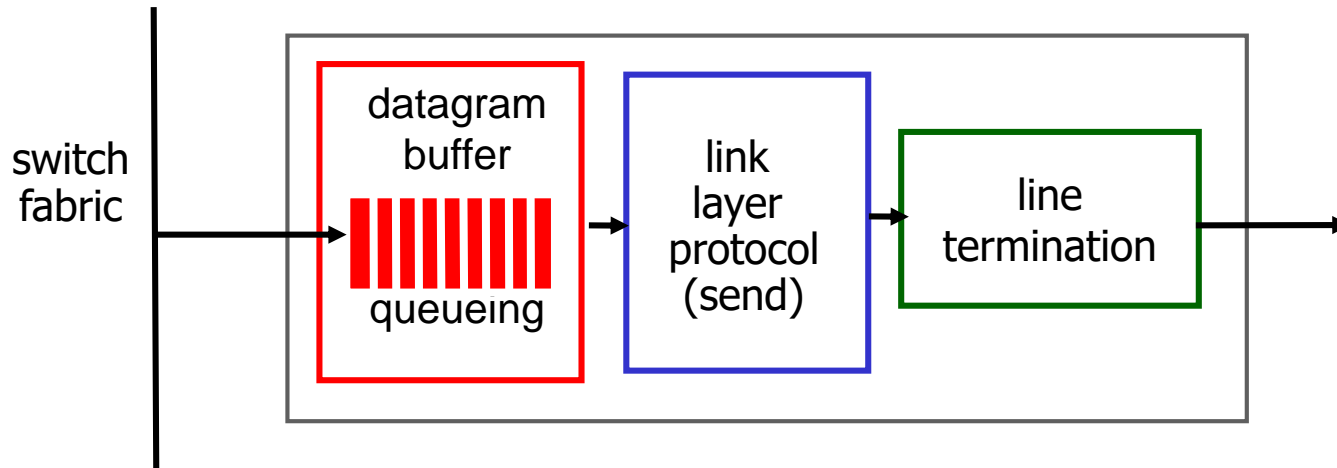 switch
fabric
datagram
buffer
queueing
link
layer
protocol
(send)
line
termination